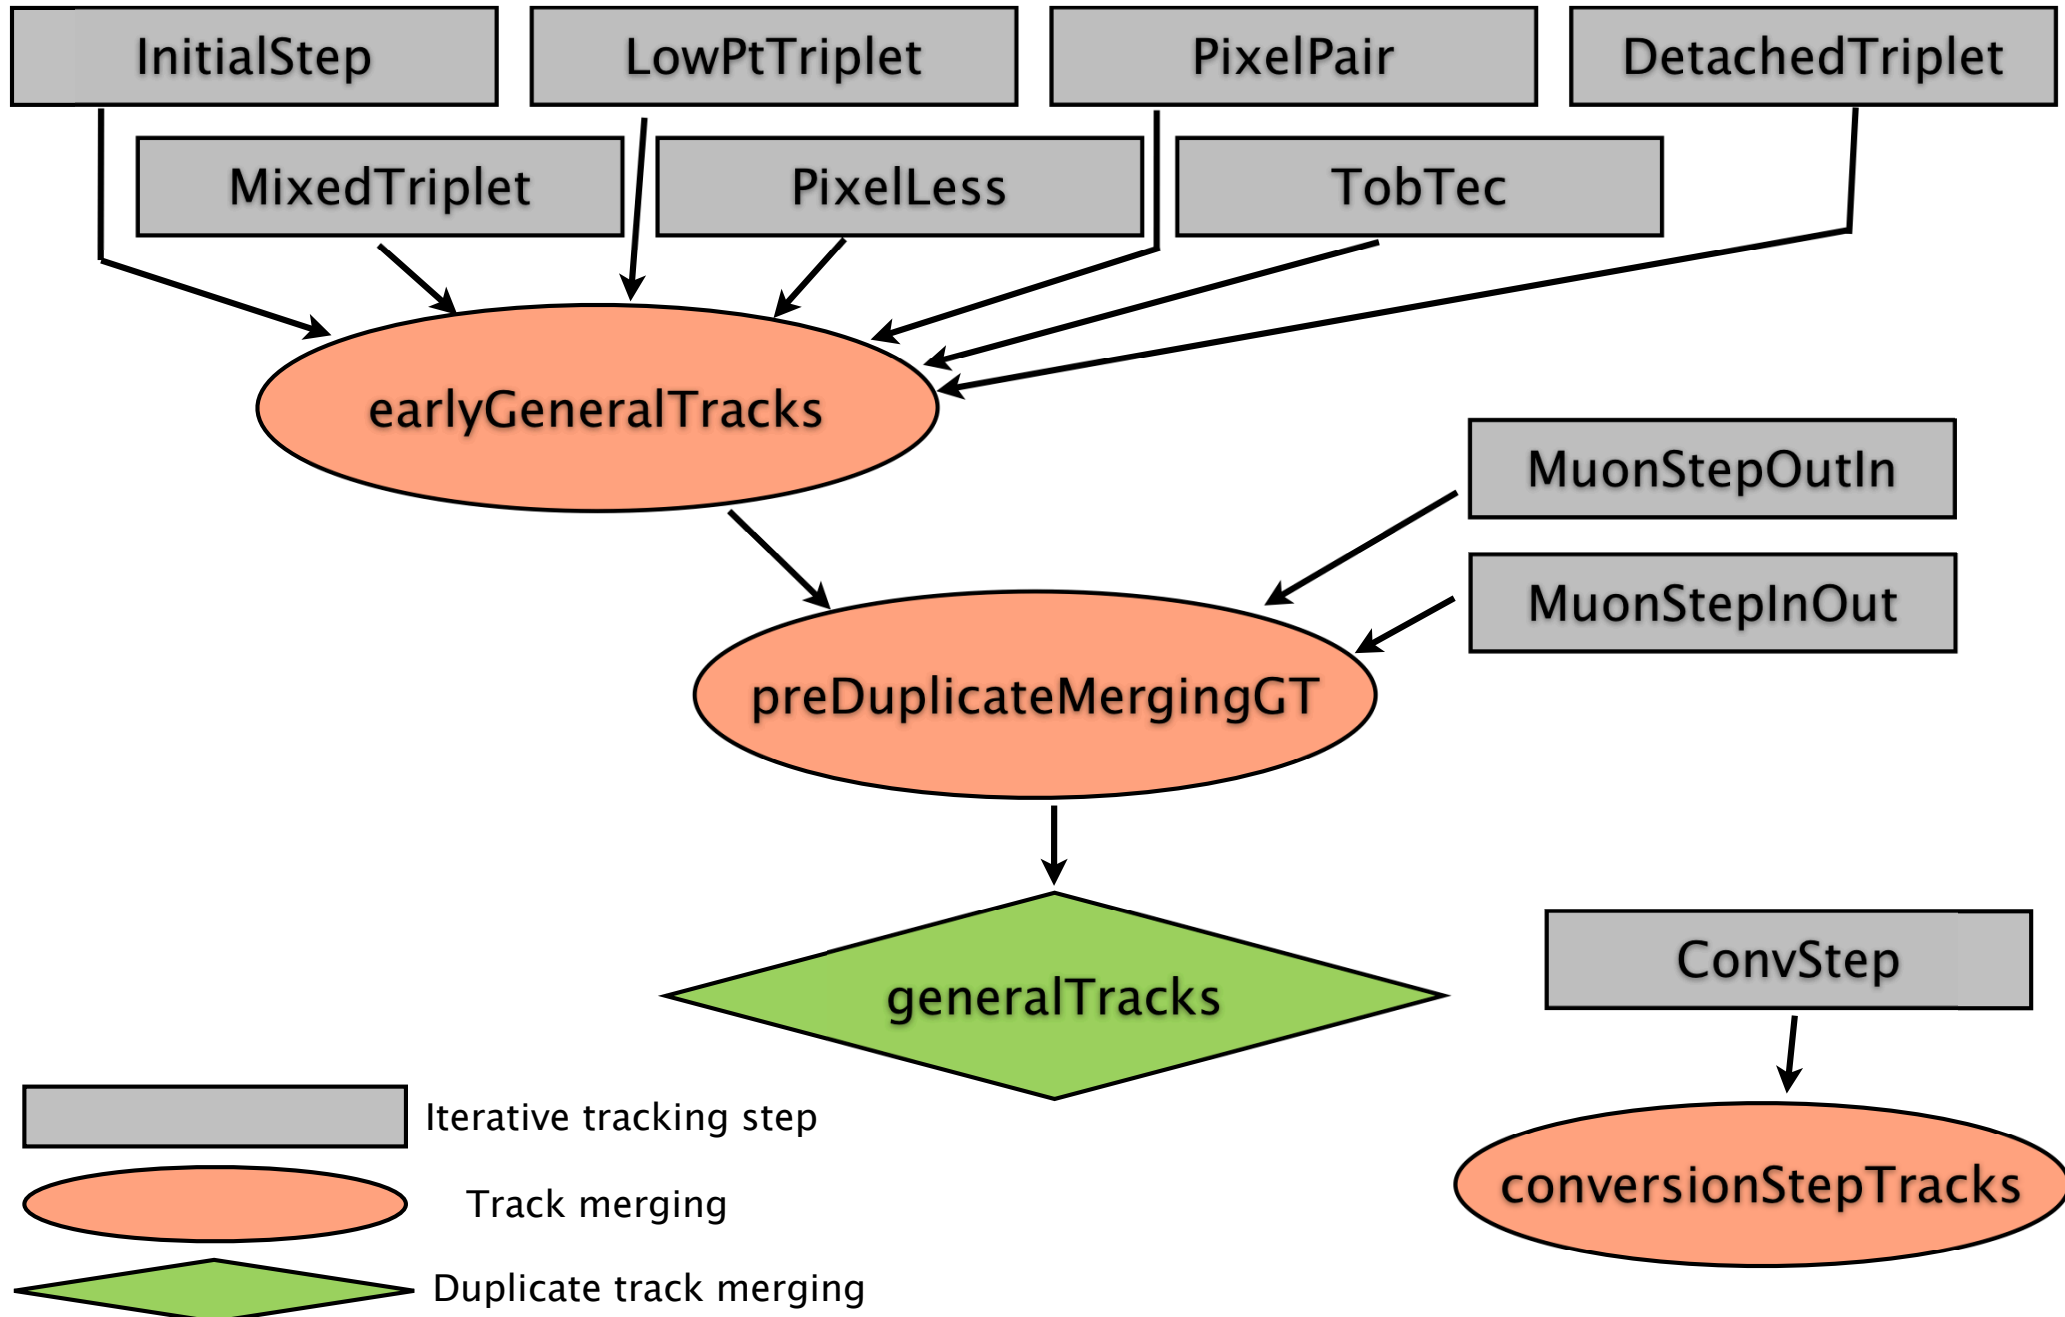 InitialStep
LowPtTriplet
PixelPair
DetachedTriplet
MixedTriplet
PixelLess
TobTec
earlyGeneralTracks
MuonStepOutIn
MuonStepInOut
preDuplicateMergingGT
generalTracks
ConvStep
conversionStepTracks
Iterative tracking step
Track merging
Duplicate track merging